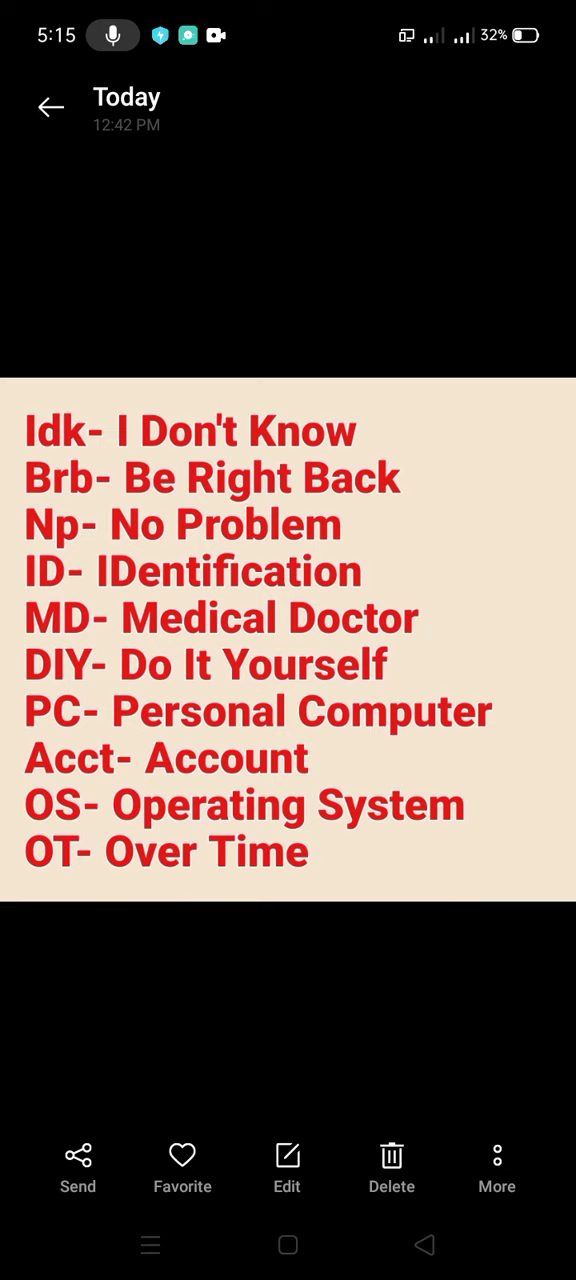 5:15
32%
Today
12:42 PM
Idk- I Don't Know
Brb- Be Right Back
Np- No Problem
ID- IDentification
MD- Medical Doctor
DIY- Do It Yourself
PC- Personal Computer
Acct- Account
OS- Operating System
OT- Over Time
Send Favorite Edit Delete More